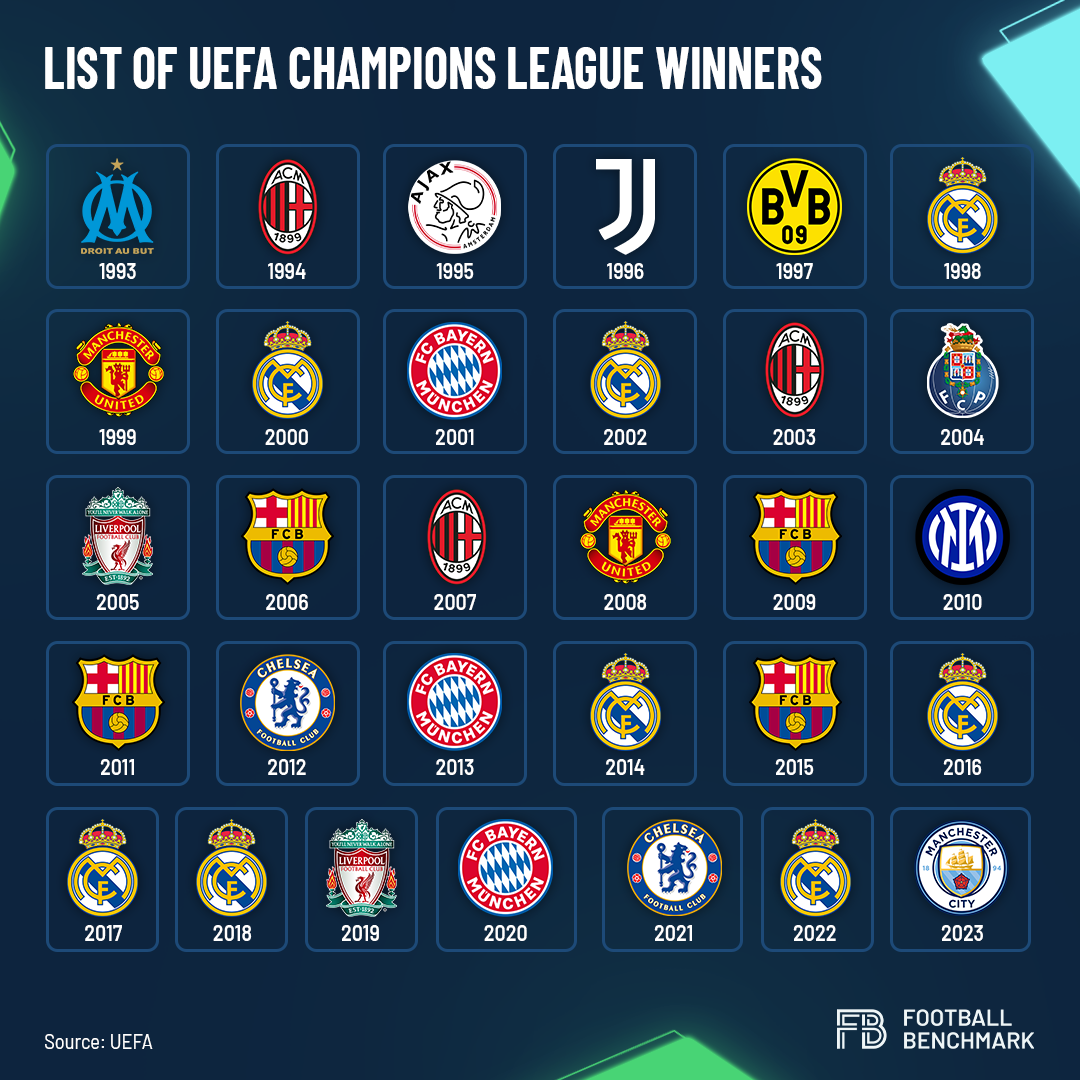 LIST OF UEFA CHAMPIONS LEAGUE WINNERS
DROIT AU BUT
1993
ACM
1899
1994
AJAX
AMSTERDAM
1995
1996
BVB
09
1997
1998
MANCHESTER
UNITED
1999
2000
FC BAYERN
MÜNCHEN
2001
2002
ACM
1899
2003
FCP
2004
YOU'LL NEVER WALK ALONE
LIVERPOOL
FOOTBALL CLUB
EST·1892
2005
FCB
2006
ACM
1899
2007
MANCHESTER
UNITED
2008
FCB
2009
2010
FCB
2011
CHELSEA
FOOTBALL CLUB
2012
FC BAYERN
MÜNCHEN
2013
2014
FCB
2015
2016
2017
2018
YOU'LL NEVER WALK ALONE
LIVERPOOL
FOOTBALL CLUB
EST·1892
2019
FC BAYERN
MÜNCHEN
2020
CHELSEA
FOOTBALL CLUB
2021
2022
MANCHESTER
18 94
CITY
2023
Source: UEFA
FB FOOTBALL
BENCHMARK